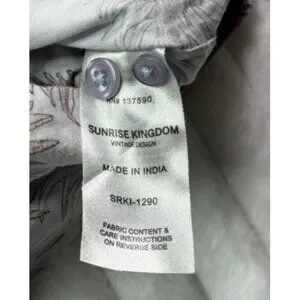 RN# 137590
SUNRISE KINGDOM
VINTAGE DESIGN
MADE IN INDIA
SRKI-1290
FABRIC CONTENT &
CARE INSTRUCTIONS
ON REVERSE SIDE